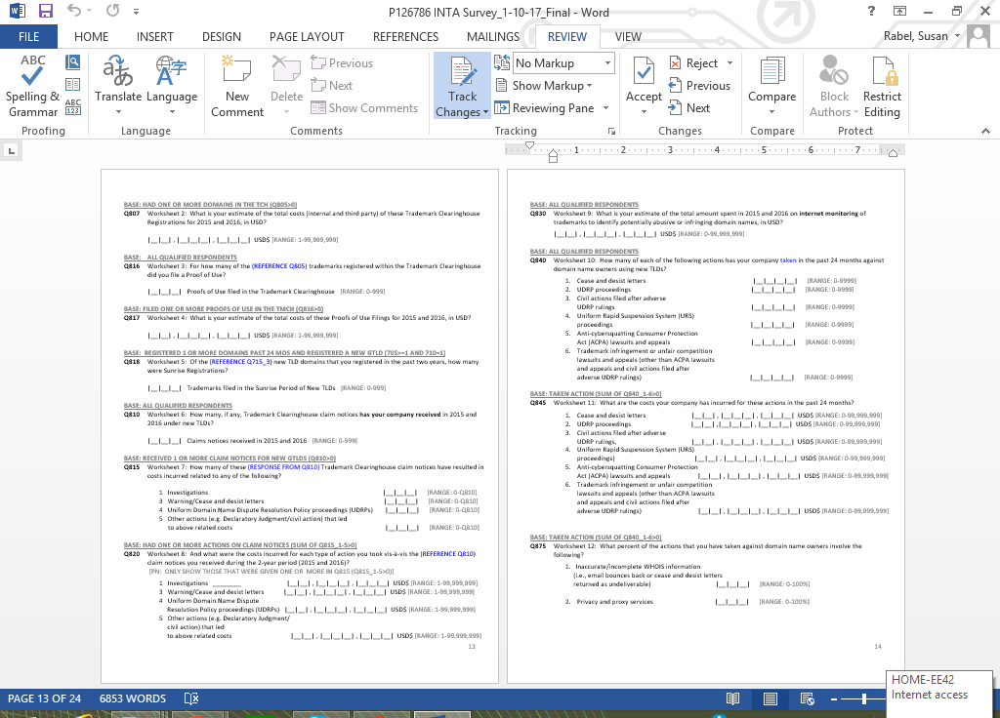 P126786 INTA Survey_1-10-17_Final - Word
FILE HOME INSERT DESIGN PAGE LAYOUT REFERENCES MAILINGS REVIEW VIEW Rabel, Susan
ABC Spelling & Grammar
ABC 123
Proofing
Translate Language
Language
New Comment
Delete
Previous
Next
Show Comments
Comments
Track Changes
No Markup
Show Markup
Reviewing Pane
Tracking
Accept
Reject
Previous
Next
Changes
Compare
Compare
Block Authors
Restrict Editing
Protect
L
1 2 3 4 5 6 7
BASE: HAD ONE OR MORE DOMAINS IN THE TCH (Q805>0)
Q807 Worksheet 2: What is your estimate of the total costs (internal and third party) of these Trademark Clearinghouse
Registrations for 2015 and 2016, in USD?
|__|__| , |__|__|__| , |__|__|__| USD$ [RANGE: 1-99,999,999]
BASE: ALL QUALIFIED RESPONDENTS
Q816 Worksheet 3: For how many of the (REFERENCE Q805) trademarks registered within the Trademark Clearinghouse
did you file a Proof of Use?
|__|__|__| Proofs of Use filed in the Trademark Clearinghouse [RANGE: 0-999]
BASE: FILED ONE OR MORE PROOFS OF USE IN THE TMCH (Q816>0)
Q817 Worksheet 4: What is your estimate of the total costs of these Proofs of Use Filings for 2015 and 2016, in USD?
|__|__| , |__|__|__| , |__|__|__| USD$ [RANGE: 1-99,999,999]
BASE: REGISTERED 1 OR MORE DOMAINS PAST 24 MOS AND REGISTERED A NEW GTLD (705>=1 AND 710=1)
Q818 Worksheet 5: Of the (REFERENCE Q715_3) new TLD domains that you registered in the past two years, how many
were Sunrise Registrations?
|__|__|__| Trademarks filed in the Sunrise Period of New TLDs [RANGE: 0-999]
BASE: ALL QUALIFIED RESPONDENTS
Q810 Worksheet 6: How many, if any, Trademark Clearinghouse claim notices has your company received in 2015 and
2016 under new TLDs?
|__|__|__| Claims notices received in 2015 and 2016 [RANGE: 0-999]
BASE: RECEIVED 1 OR MORE CLAIM NOTICES FOR NEW GTLDS (Q810>0)
Q815 Worksheet 7: How many of these (RESPONSE FROM Q810) Trademark Clearinghouse claim notices have resulted in
costs incurred related to any of the following?
1 Investigations |__|__|__| [RANGE: 0-Q810]
3 Warning/Cease and desist letters |__|__|__| [RANGE: 0-Q810]
4 Uniform Domain Name Dispute Resolution Policy proceedings (UDRPs) |__|__|__| [RANGE: 0-Q810]
5 Other actions (e.g. Declaratory Judgment/civil action) that led
to above related costs |__|__|__| [RANGE: 0-Q810]
BASE: HAD ONE OR MORE ACTIONS ON CLAIM NOTICES (SUM OF Q815_1-5>0)
Q820 Worksheet 8: And what were the costs incurred for each type of action you took vis-à-vis the (REFERENCE Q810)
claim notices you received during the 2-year period (2015 and 2016)?
[PN: ONLY SHOW THOSE THAT WERE GIVEN ONE OR MORE IN Q815 (Q815_1-5>0)]
1 Investigations ________ |__|__| , |__|__|__| , |__|__|__| USD$ [RANGE: 1-99,999,999]
3 Warning/Cease and desist letters |__|__| , |__|__|__| , |__|__|__| USD$ [RANGE: 1-99,999,999]
4 Uniform Domain Name Dispute
Resolution Policy proceedings (UDRPs) |__|__| , |__|__|__| , |__|__|__| USD$ [RANGE: 1-99,999,999]
5 Other actions (e.g. Declaratory Judgment/
civil action) that led
to above related costs |__|__| , |__|__|__| , |__|__|__| USD$ [RANGE: 1-99,999,999]
13
BASE: ALL QUALIFIED RESPONDENTS
Q830 Worksheet 9: What is your estimate of the total amount spent in 2015 and 2016 on internet monitoring of
trademarks to identify potentially abusive or infringing domain names, in USD?
|__|__| , |__|__|__| , |__|__|__| USD$ [RANGE: 0-99,999,999]
BASE: ALL QUALIFIED RESPONDENTS
Q840 Worksheet 10: How many of each of the following actions has your company taken in the past 24 months against
domain name owners using new TLDs?
1. Cease and desist letters |__|__|__|__| [RANGE: 0-9999]
2. UDRP proceedings |__|__|__|__| [RANGE: 0-9999]
3. Civil actions filed after adverse
UDRP rulings |__|__|__|__| [RANGE: 0-9999]
4. Uniform Rapid Suspension System (URS)
proceedings |__|__|__|__| [RANGE: 0-9999]
5. Anti-cybersquatting Consumer Protection
Act (ACPA) lawsuits and appeals |__|__|__|__| [RANGE: 0-9999]
6. Trademark infringement or unfair competition
lawsuits and appeals (other than ACPA lawsuits
and appeals and civil actions filed after
adverse UDRP rulings) |__|__|__|__| [RANGE: 0-9999]
BASE: TAKEN ACTION (SUM OF Q840_1-6>0)
Q845 Worksheet 11: What are the costs your company has incurred for these actions in the past 24 months?
1. Cease and desist letters |__|__| , |__|__|__| , |__|__|__| USD$ [RANGE: 0-99,999,999]
2. UDRP proceedings |__|__| ,|__|__|__| , |__|__|__| USD$ [RANGE: 0-99,999,999]
3. Civil actions filed after adverse
UDRP rulings, |__|__| , |__|__|__| , |__|__|__| USD$ [RANGE: 0-99,999,999]
4. Uniform Rapid Suspension System (URS)
proceedings) |__|__| , |__|__|__| , |__|__|__| USD$ [RANGE: 0-99,999,999]
5. Anti-cybersquatting Consumer Protection
Act (ACPA) lawsuits and appeals |__|__| , |__|__|__| , |__|__|__| USD$ [RANGE: 0-99,999,999]
6. Trademark infringement or unfair competition
lawsuits and appeals (other than ACPA lawsuits
and appeals and civil actions filed after
adverse UDRP rulings) |__|__| , |__|__|__| , |__|__|__| USD$ [RANGE: 0-99,999,999]
BASE: TAKEN ACTION (SUM OF Q840_1-6>0)
Q875 Worksheet 12: What percent of the actions that you have taken against domain name owners involve the
following?
1. Inaccurate/incomplete WHOIS information
(i.e., email bounces back or cease and desist letters
returned as undeliverable) |__|__|__| [RANGE: 0-100%]
2. Privacy and proxy services |__|__|__| [RANGE: 0-100%]
14
PAGE 13 OF 24 6853 WORDS
HOME-EE42
Internet access